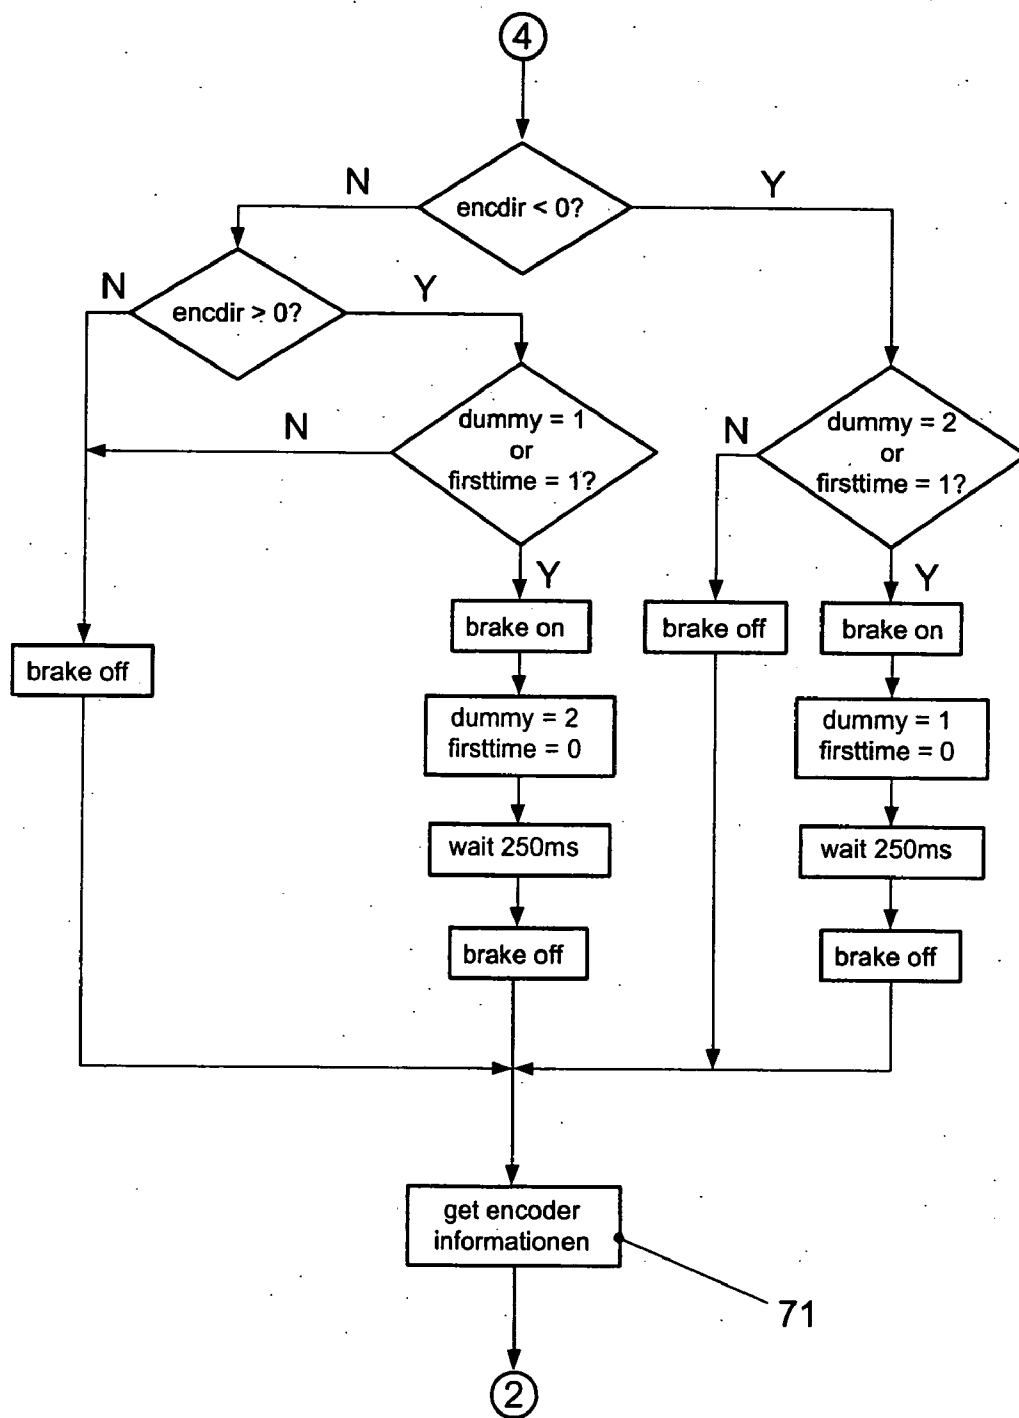 4
N
Y
encdir < 0?
N
Y
encdir > 0?
N
dummy = 1
or
firsttime = 1?
N
dummy = 2
or
firsttime = 1?
Y
Y
brake on
brake off
brake on
brake off
dummy = 2
firsttime = 0
dummy = 1
firsttime = 0
wait 250ms
wait 250ms
brake off
brake off
get encoder
informationen
71
2